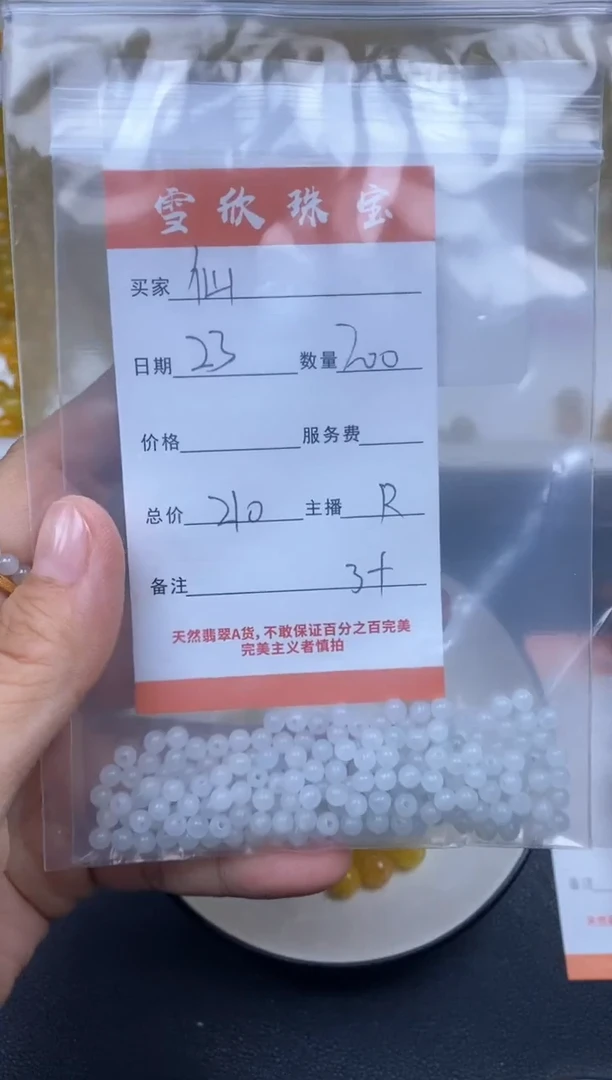 雪欣珠宝
买家 仙
日期 23 数量 200
价格 服务费
总价 210 主播 R
备注 3+
天然翡翠A货,不敢保证百分之百完美
完美主义者慎拍